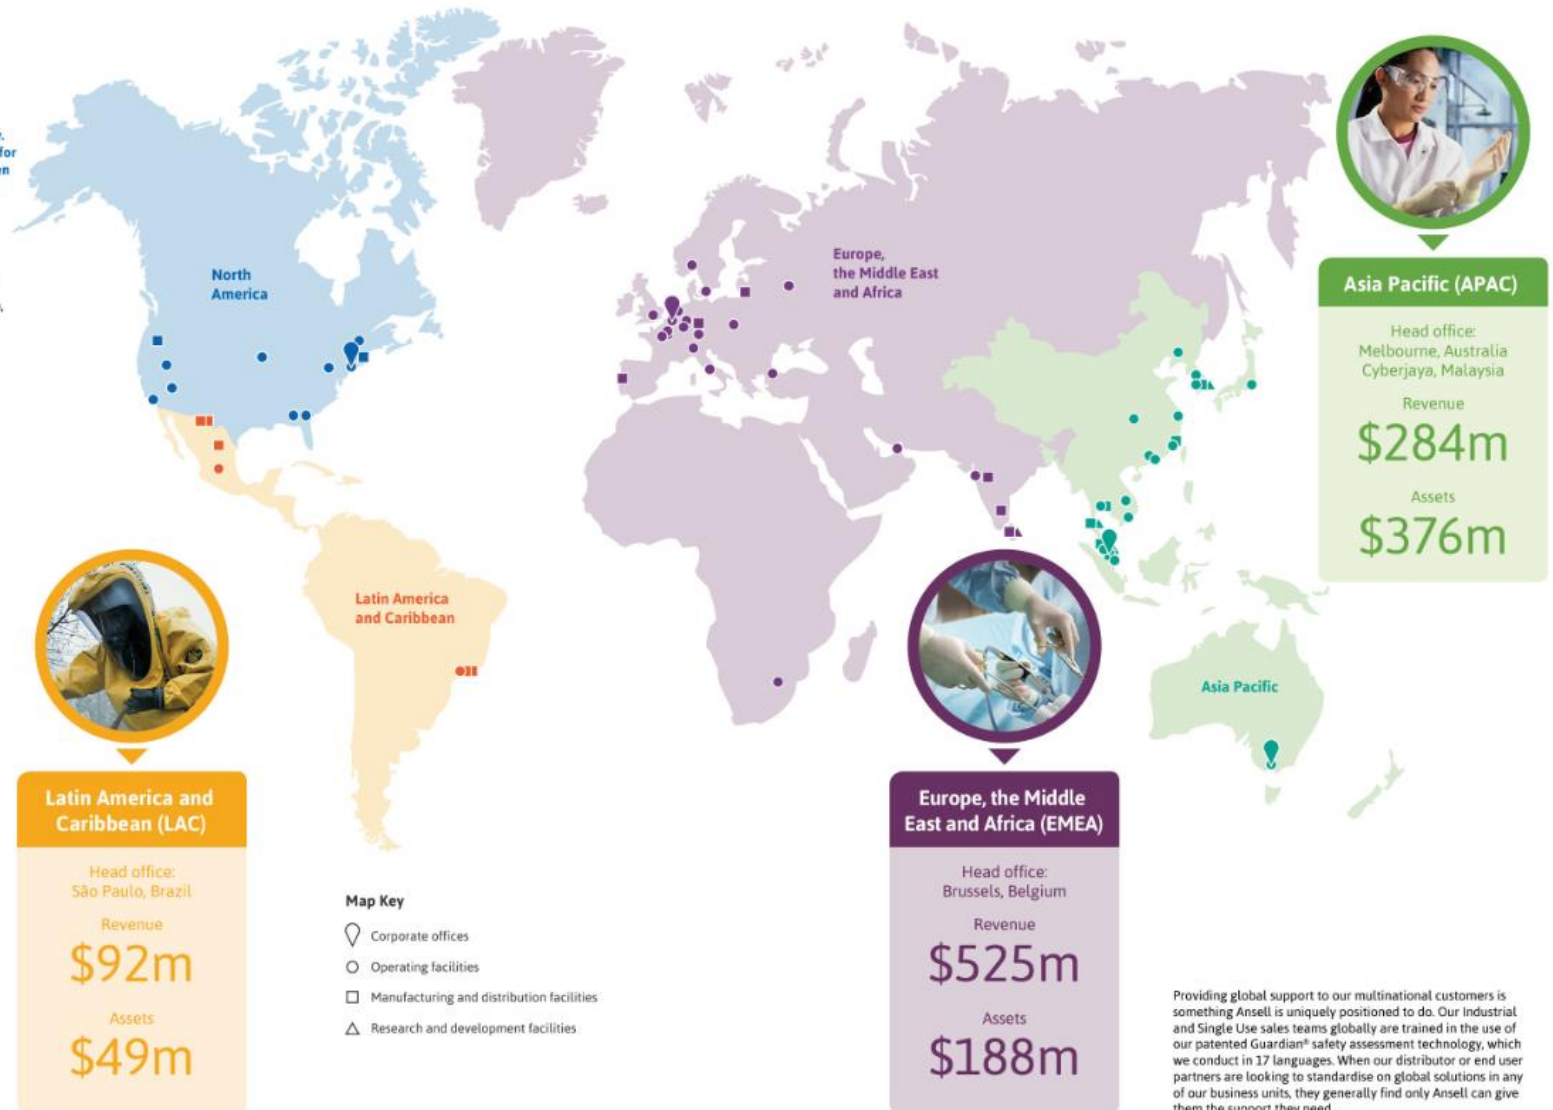 for
North
America
Europe,
the Middle East
and Africa
Latin America
and Caribbean
Asia Pacific
Asia Pacific (APAC)
Head office:
Melbourne, Australia
Cyberjaya, Malaysia
Revenue
$284m
Assets
$376m
Latin America and
Caribbean (LAC)
Head office:
São Paulo, Brazil
Revenue
$92m
Assets
$49m
Map Key
Corporate offices
Operating facilities
Manufacturing and distribution facilities
Research and development facilities
Europe, the Middle
East and Africa (EMEA)
Head office:
Brussels, Belgium
Revenue
$525m
Assets
$188m
Providing global support to our multinational customers is
something Ansell is uniquely positioned to do. Our Industrial
and Single Use sales teams globally are trained in the use of
our patented Guardian® safety assessment technology, which
we conduct in 17 languages. When our distributor or end user
partners are looking to standardise on global solutions in any
of our business units, they generally find only Ansell can give
them the support they need.